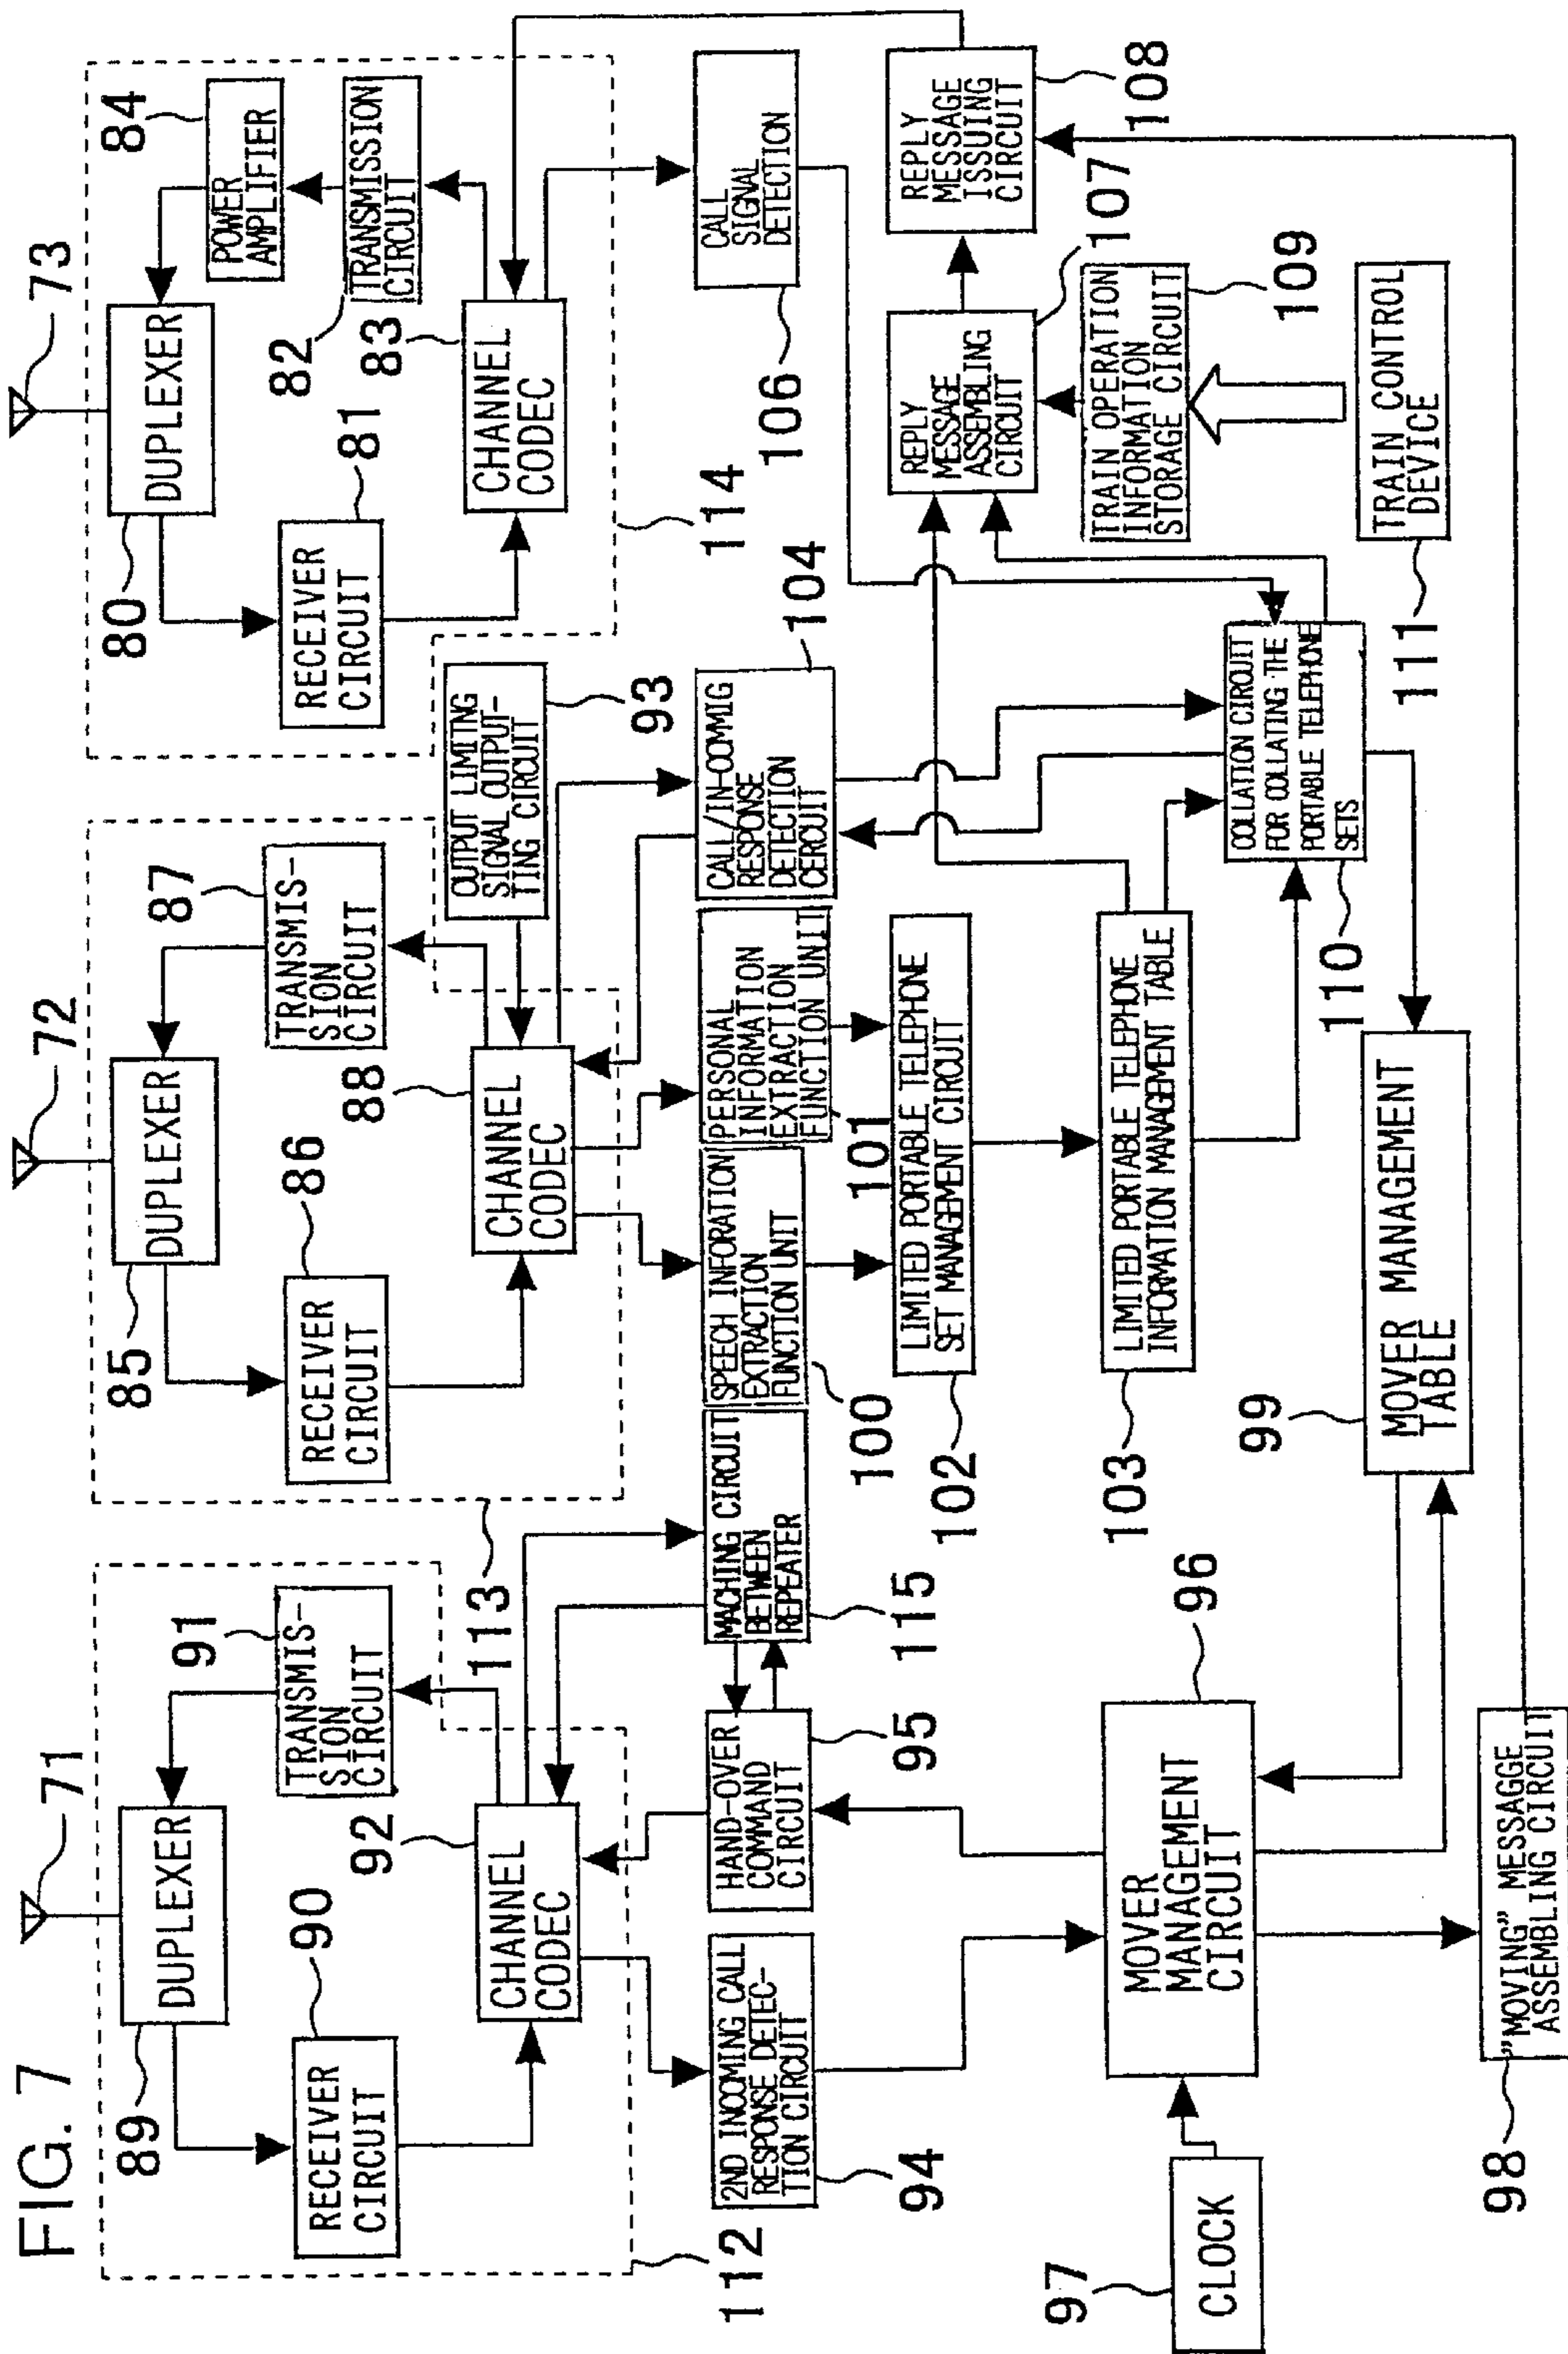 FIG. 7
71
72
73
89
DUPLEXER
90
RECEIVER
CIRCUIT
91
TRANSMIS-
SION
CIRCUIT
92
CHANNEL
CODEC
112
85
DUPLEXER
86
RECEIVER
CIRCUIT
87
TRANSMIS-
SION
CIRCUIT
88
CHANNEL
CODEC
113
80
DUPLEXER
81
RECEIVER
CIRCUIT
84
POWER
AMPLIFIER
82
TRANSMISSION
CIRCUIT
83
CHANNEL
CODEC
114
OUTPUT LIMITING
SIGNAL OUTPUT-
TING CIRCUIT
93
2ND INCOMING CALL
RESPONSE DETEC-
TION CIRCUIT
94
HAND-OVER
COMMAND
CIRCUIT
95
MACHING CIRCUIT
BETWEEN
REPEATER
115
SPEECH INFORATION
EXTRACTION
FUNCTION UNIT
100
PERSONAL
INFORMATION
EXTRACTION
FUNCTION UNIT
101
CALL/IN-COMMIG
RESPONSE
DETECTION
CERCUIT
104
CALL
SIGNAL
DETECTION
106
LIMITED PORTABLE TELEPHONE
SET MANAGEMENT CIRCUIT
102
REPLY
MESSAGE
ASSEMBLING
CIRCUIT
107
REPLY
MESSAGE
ISSUING
CIRCUIT
108
LIMITED PORTABLE TELEPHONE
INFORMATION MANAGEMENT TABLE
103
TRAIN OPERATION
INFORMATION
STORAGE CIRCUIT
109
97
CLOCK
MOVER
MANAGEMENT
CIRCUIT
96
COLLATION CIRCUIT
FOR COLLATING THE
PORTABLE TELEPHONE
SETS
110
TRAIN CONTROL
DEVICE
111
99
MOVER MANAGEMENT
TABLE
98
"MOVING" MESSAGGE
ASSEMBLING CIRCUIT